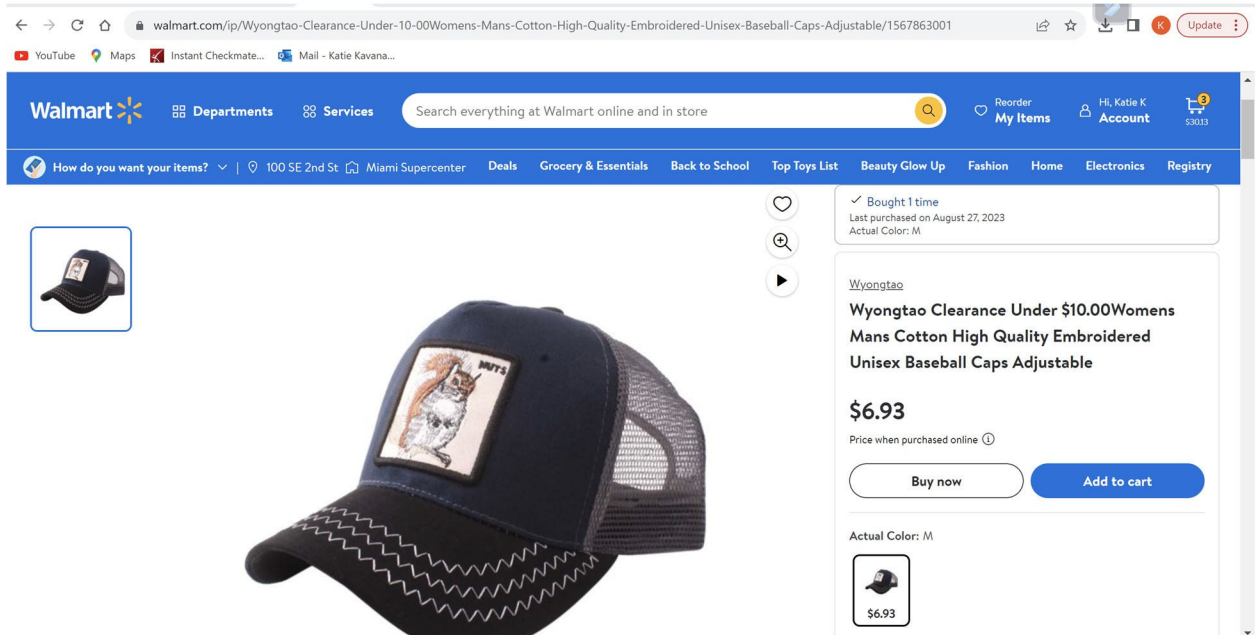 walmart.com/ip/Wyongtao-Clearance-Under-10-00Womens-Mans-Cotton-High-Quality-Embroidered-Unisex-Baseball-Caps-Adjustable/1567863001
K
Update
YouTube
Maps
Instant Checkmate...
Mail - Katie Kavana...
Walmart
Departments
Services
Search everything at Walmart online and in store
Reorder
My Items
Hi, Katie K
Account
3
$30.13
How do you want your items?
100 SE 2nd St
Miami Supercenter
Deals
Grocery & Essentials
Back to School
Top Toys List
Beauty Glow Up
Fashion
Home
Electronics
Registry
Bought 1 time
Last purchased on August 27, 2023
Actual Color: M
NUTS
Wyongtao
Wyongtao Clearance Under $10.00Womens
Mans Cotton High Quality Embroidered
Unisex Baseball Caps Adjustable
$6.93
Price when purchased online
Buy now
Add to cart
Actual Color: M
$6.93